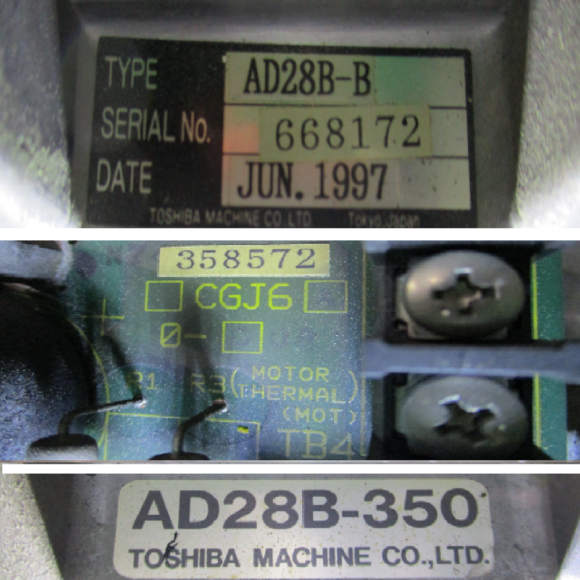 TYPE AD28B-B
SERIAL No. 668172
DATE JUN. 1997
TOSHIBA MACHINE CO. LTD. Tokyo, Japan
358572
CGJ6
0-
R1 R3 (MOTOR THERMAL)
(MOT)
TB4
AD28B-350
TOSHIBA MACHINE CO.,LTD.